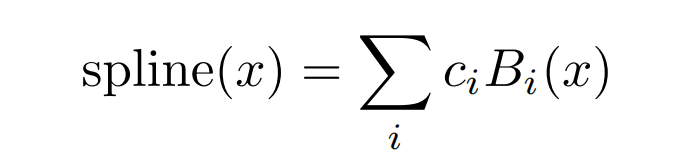 spline(x) = ∑_i c_i B_i(x)